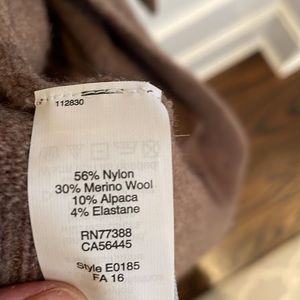 112830
56% Nylon
30% Merino Wool
10% Alpaca
4% Elastane
RN77388
CA56445
Style E0185
FA 16